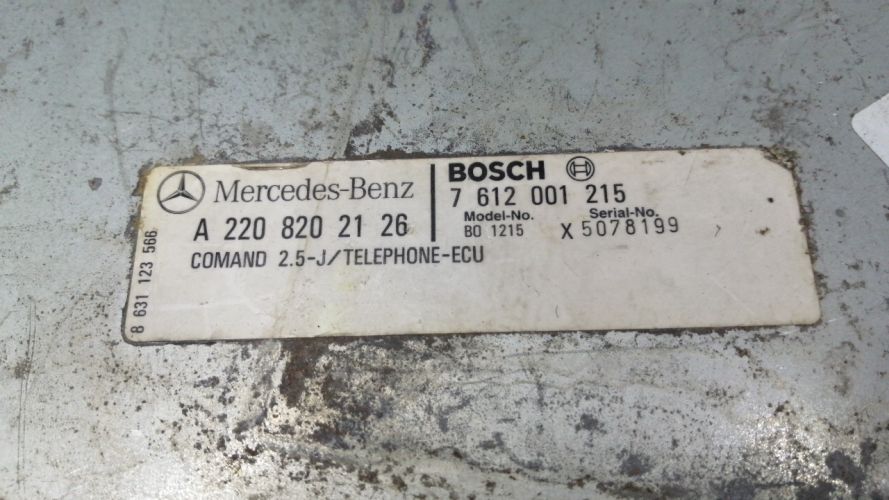 Mercedes-Benz
A 220 820 21 26
COMAND 2.5-J/TELEPHONE-ECU
BOSCH
7 612 001 215
Model-No. Serial-No.
BO 1215 X 5078199
8 631 123 566